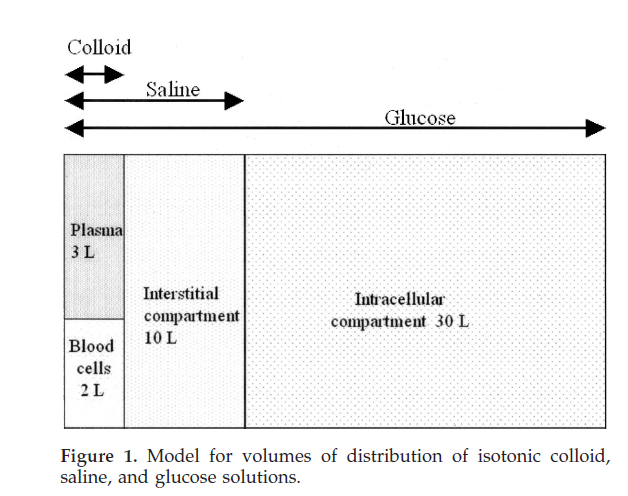 Colloid
Saline
Glucose
Plasma
3 L
Interstitial
compartment
10 L
Intracellular
compartment 30 L
Blood
cells
2 L
Figure 1. Model for volumes of distribution of isotonic colloid,
saline, and glucose solutions.